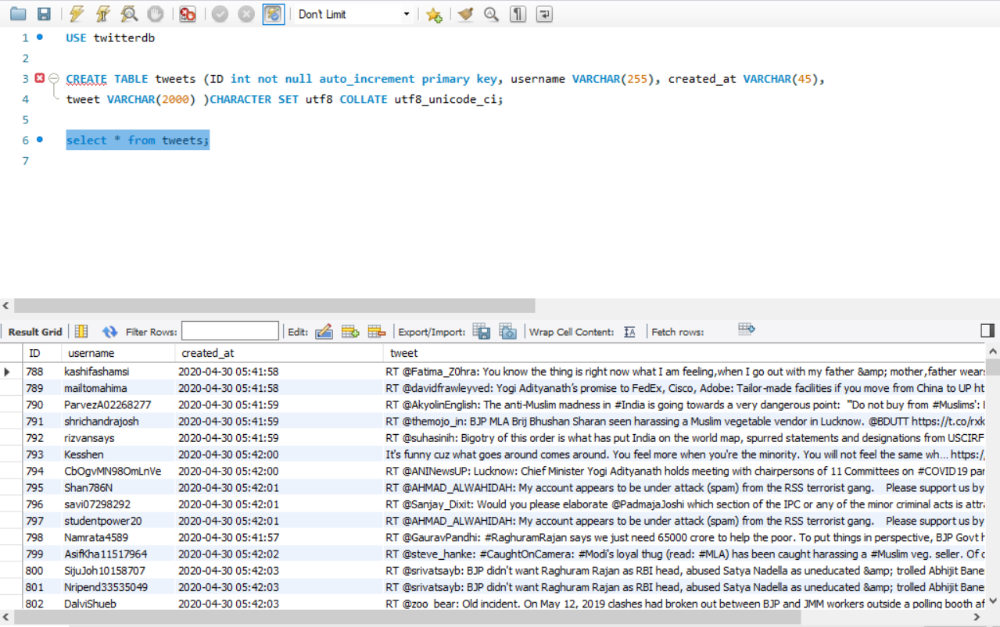 Don't Limit
1 USE twitterdb
2
3 CREATE TABLE tweets (ID int not null auto_increment primary key, username VARCHAR(255), created_at VARCHAR(45),
4 tweet VARCHAR(2000) )CHARACTER SET utf8 COLLATE utf8_unicode_ci;
5
6 select * from tweets;
7
Result Grid Filter Rows: Edit: Export/Import: Wrap Cell Content: Fetch rows:
ID username created_at tweet
788 kashifashamsi 2020-04-30 05:41:58 RT @Fatima_Z0hra: You know the thing is right now what I am feeling,when I go out with my father &amp; mother,father wears
789 mailtomahima 2020-04-30 05:41:58 RT @davidfrawleyved: Yogi Adityanath's promise to FedEx, Cisco, Adobe: Tailor-made facilities if you move from China to UP ht
790 ParvezA02268277 2020-04-30 05:41:59 RT @AkyolinEnglish: The anti-Muslim madness in #India is going towards a very dangerous point: "'Do not buy from #Muslims':
791 shrichandrajosh 2020-04-30 05:41:59 RT @themojo_in: BJP MLA Brij Bhushan Sharan seen harassing a Muslim vegetable vendor in Lucknow. @BDUTT https://t.co/rxk
792 rizvansays 2020-04-30 05:41:59 RT @suhasinih: Bigotry of this order is what has put India on the world map, spurred statements and designations from USCIRF
793 Kesshen 2020-04-30 05:42:00 It's funny cuz what goes around comes around. You feel more when you're the minority. You will not feel the same wh... https:/
794 CbOgvMN98OmLnVe 2020-04-30 05:42:00 RT @ANINewsUP: Lucknow: Chief Minister Yogi Adityanath holds meeting with chairpersons of 11 Committees on #COVID19 pan
795 Shan786N 2020-04-30 05:42:01 RT @AHMAD_ALWAHIDAH: My account appears to be under attack (spam) from the RSS terrorist gang. Please support us by
796 savi07298292 2020-04-30 05:42:01 RT @Sanjay_Dixit: Would you please elaborate @PadmajaJoshi which section of the IPC or any of the minor criminal acts is attra
797 studentpower20 2020-04-30 05:42:01 RT @AHMAD_ALWAHIDAH: My account appears to be under attack (spam) from the RSS terrorist gang. Please support us by
798 Namrata4589 2020-04-30 05:41:57 RT @GauravPandhi: #RaghuramRajan says we just need 65000 crore to help the poor. To put things in perspective, BJP Govt h
799 AsifKha11517964 2020-04-30 05:42:02 RT @steve_hanke: #CaughtOnCamera: #Modi's loyal thug (read: #MLA) has been caught harassing a #Muslim veg. seller. Of c
800 SijuJoh10158707 2020-04-30 05:42:03 RT @srivatsayb: BJP didn't want Raghuram Rajan as RBI head, abused Satya Nadella as uneducated &amp; trolled Abhijit Bane
801 Nripend33535049 2020-04-30 05:42:03 RT @srivatsayb: BJP didn't want Raghuram Rajan as RBI head, abused Satya Nadella as uneducated &amp; trolled Abhijit Bane
802 DalviShueb 2020-04-30 05:42:03 RT @zoo_bear: Old incident. On May 12, 2019 clashes had broken out between BJP and JMM workers outside a polling booth af